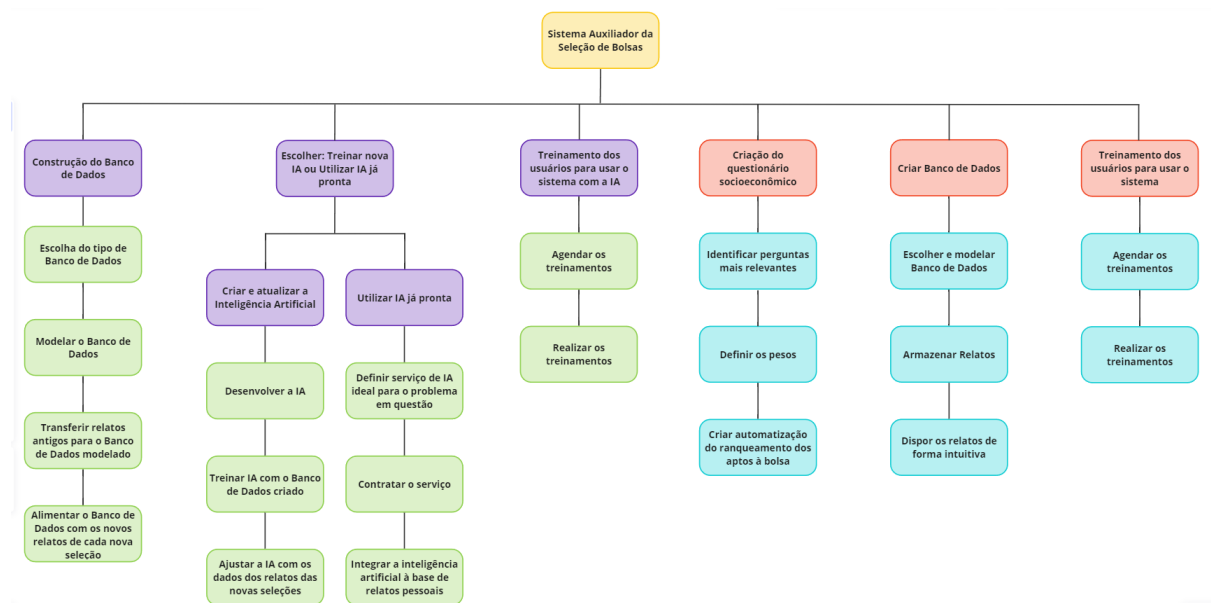 Sistema Auxiliador da
Seleção de Bolsas
Construção do Banco
de Dados
Escolher: Treinar nova
IA ou Utilizar IA já
pronta
Treinamento dos
usuários para usar o
sistema com a IA
Criação do
questionário
socioeconômico
Criar Banco de Dados
Treinamento dos
usuários para usar o
sistema
Escolha do tipo de
Banco de Dados
Agendar os
treinamentos
Identificar perguntas
mais relevantes
Escolher e modelar
Banco de Dados
Agendar os
treinamentos
Criar e atualizar a
Inteligência Artificial
Utilizar IA já pronta
Modelar o Banco de
Dados
Realizar os
treinamentos
Definir os pesos
Armazenar Relatos
Realizar os
treinamentos
Desenvolver a IA
Definir serviço de IA
ideal para o problema
em questão
Transferir relatos
antigos para o Banco
de Dados modelado
Criar automatização
do ranqueamento dos
aptos à bolsa
Dispor os relatos de
forma intuitiva
Treinar IA com o Banco
de Dados criado
Contratar o serviço
Alimentar o Banco de
Dados com os novos
relatos de cada nova
seleção
Ajustar a IA com os
dados dos relatos das
novas seleções
Integrar a inteligência
artificial à base de
relatos pessoais